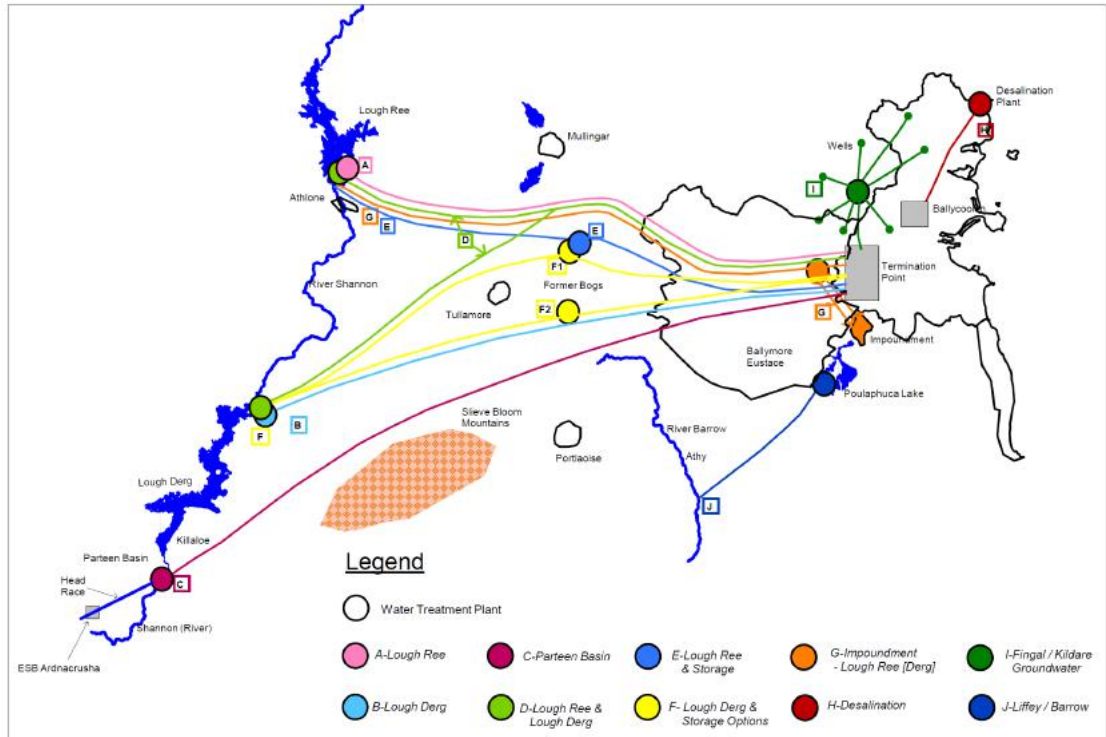 Desalination
Plant
H
Lough Ree
Mullingar
Wells
A
I
Athlone
Ballycoolin
G
E
D
E
F1
Termination
Point
River Shannon
Former Bogs
F2
Tullamore
G
Impoundment
Ballymore
Eustace
Poulaphuca Lake
B
F
Slieve Bloom
Mountains
River Barrow
Portlaoise
Athy
Lough Derg
J
Killaloe
Parteen Basin
C
Head
Race
Shannon (River)
ESB Ardnacrusha
Legend
Water Treatment Plant
A-Lough Ree
C-Parteen Basin
E-Lough Ree
& Storage
G-Impoundment
- Lough Ree [Derg]
I-Fingal / Kildare
Groundwater
B-Lough Derg
D-Lough Ree &
Lough Derg
F- Lough Derg &
Storage Options
H-Desalination
J-Liffey / Barrow